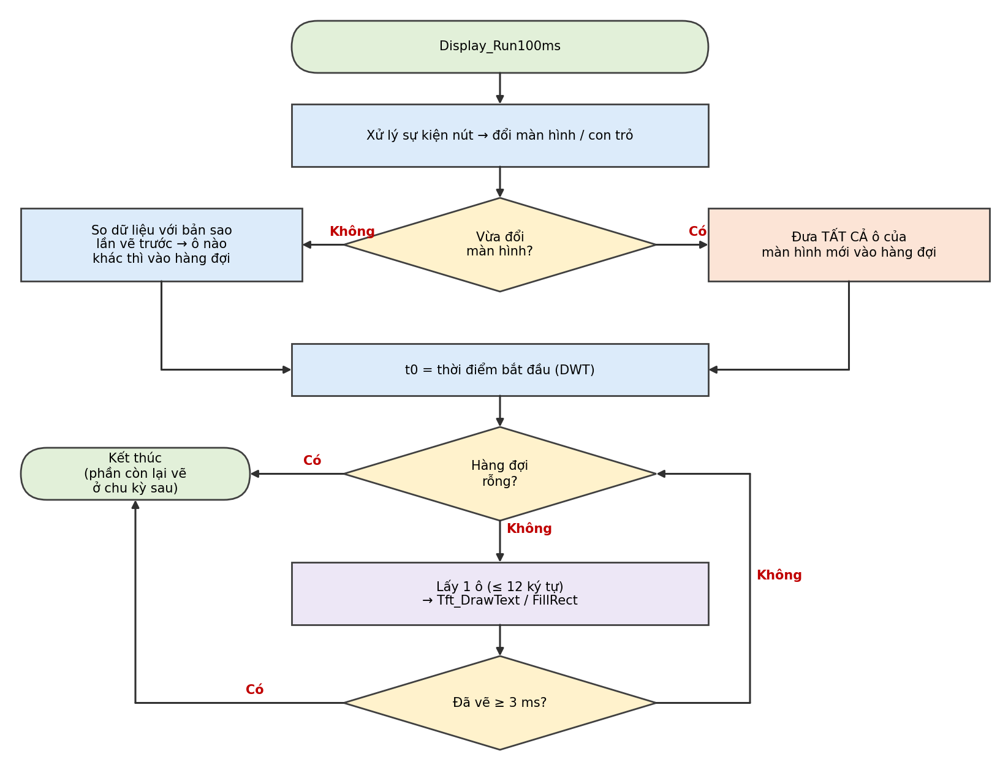 Display_Run100ms
Xử lý sự kiện nút → đổi màn hình / con trỏ
Không
Có
So dữ liệu với bản sao
lần vẽ trước → ô nào
khác thì vào hàng đợi
Vừa đổi
màn hình?
Đưa TẤT CẢ ô của
màn hình mới vào hàng đợi
t0 = thời điểm bắt đầu (DWT)
Kết thúc
(phần còn lại vẽ
ở chu kỳ sau)
Có
Hàng đợi
rỗng?
Không
Không
Lấy 1 ô (≤ 12 ký tự)
→ Tft_DrawText / FillRect
Có
Đã vẽ ≥ 3 ms?